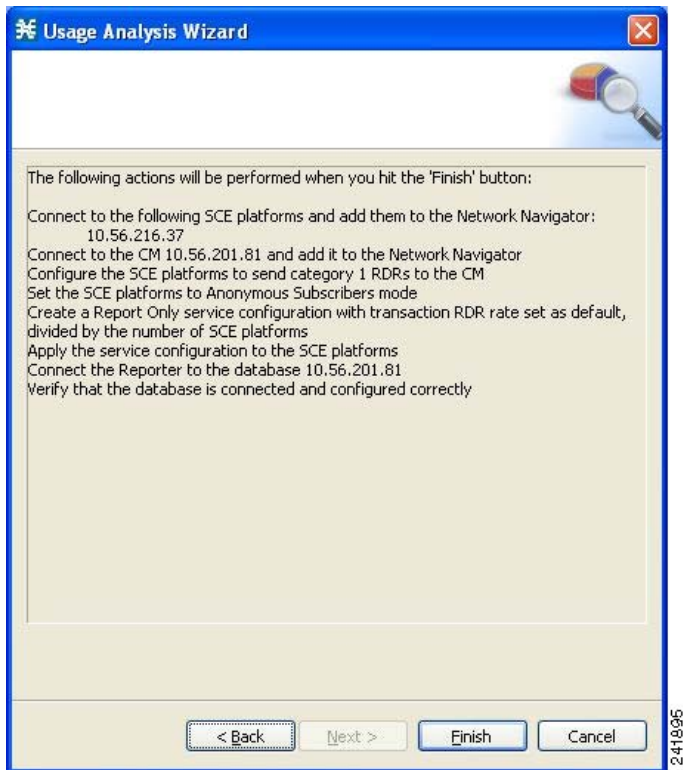 Usage Analysis Wizard
The following actions will be performed when you hit the 'Finish' button:
Connect to the following SCE platforms and add them to the Network Navigator:
10.56.216.37
Connect to the CM 10.56.201.81 and add it to the Network Navigator
Configure the SCE platforms to send category 1 RDRs to the CM
Set the SCE platforms to Anonymous Subscribers mode
Create a Report Only service configuration with transaction RDR rate set as default,
divided by the number of SCE platforms
Apply the service configuration to the SCE platforms
Connect the Reporter to the database 10.56.201.81
Verify that the database is connected and configured correctly
< Back Next > Finish Cancel
241895